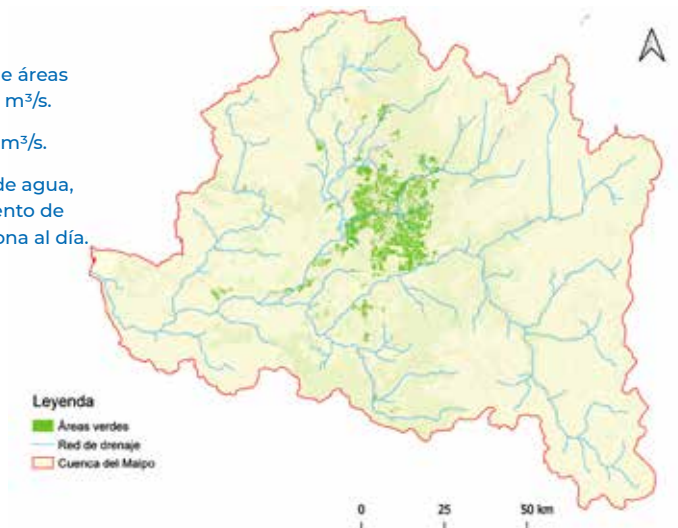 e áreas
m³/s.
m³/s.
de agua,
ento de
ona al día.
Leyenda
Áreas verdes
Red de drenaje
Cuenca del Maipo
0 25 50 km